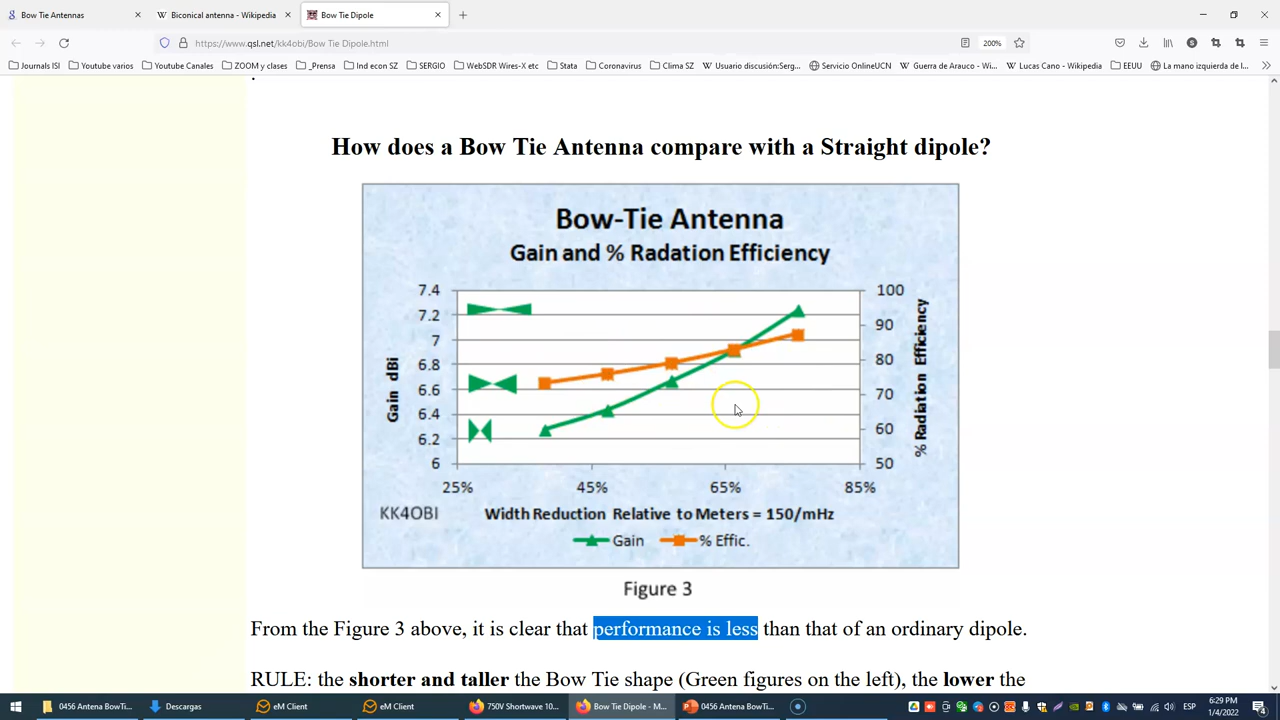 Bow Tie Antennas
Biconical antenna - Wikipedia
Bow Tie Dipole
https://www.qsl.net/kk4obi/Bow Tie Dipole.html
200%
Journals ISI
Youtube varios
Youtube Canales
ZOOM y clases
_Prensa
Ind econ SZ
SERGIO
WebSDR Wires-X etc
Stata
Coronavirus
Clima SZ
Usuario discusión:Serg...
Servicio OnlineUCN
Guerra de Arauco - Wi...
Lucas Cano - Wikipedia
EEUU
La mano izquierda de l...
How does a Bow Tie Antenna compare with a Straight dipole?
Bow-Tie Antenna
Gain and % Radation Efficiency
7.4
7.2
7
6.8
6.6
6.4
6.2
6
Gain dBi
100
90
80
70
60
50
% Radiation Efficiency
25% 45% 65% 85%
KK4OBI
Width Reduction Relative to Meters = 150/mHz
Gain % Effic.
Figure 3
From the Figure 3 above, it is clear that performance is less than that of an ordinary dipole.
RULE: the shorter and taller the Bow Tie shape (Green figures on the left), the lower the
0456 Antena BowTi...
Descargas
eM Client
eM Client
750V Shortwave 10...
Bow Tie Dipole - M...
0456 Antena BowTi...
ESP
6:29 PM
1/4/2022